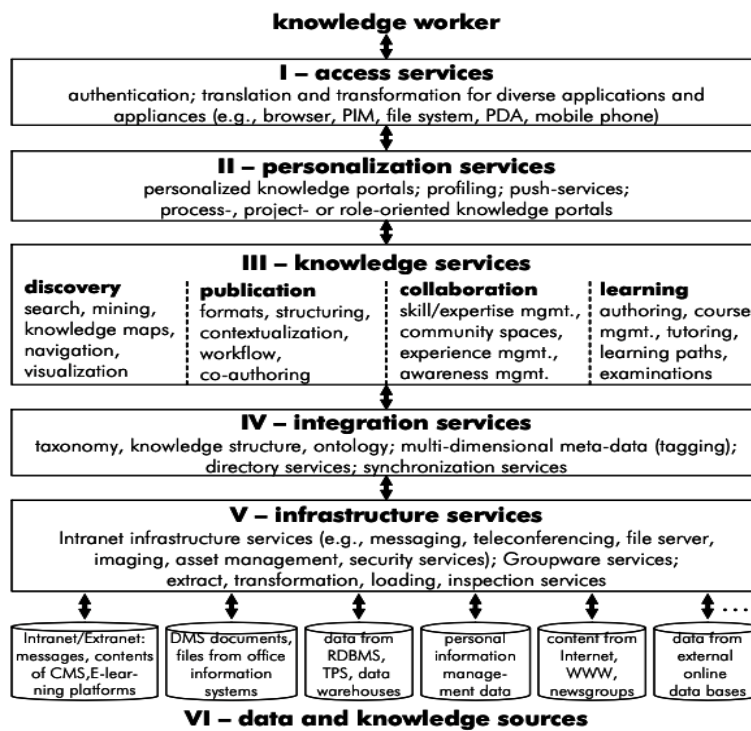 knowledge worker
I – access services
authentication; translation and transformation for diverse applications and
appliances (e.g., browser, PIM, file system, PDA, mobile phone)
II – personalization services
personalized knowledge portals; profiling; push-services;
process-, project- or role-oriented knowledge portals
III – knowledge services
discovery
search, mining,
knowledge maps,
navigation,
visualization
publication
formats, structuring,
contextualization,
workflow,
co-authoring
collaboration
skill/expertise mgmt.,
community spaces,
experience mgmt.,
awareness mgmt.
learning
authoring, course
mgmt., tutoring,
learning paths,
examinations
IV – integration services
taxonomy, knowledge structure, ontology; multi-dimensional meta-data (tagging);
directory services; synchronization services
V – infrastructure services
Intranet infrastructure services (e.g., messaging, teleconferencing, file server,
imaging, asset management, security services); Groupware services;
extract, transformation, loading, inspection services
Intranet/Extranet:
messages, contents
of CMS,E-lear-
ning platforms
DMS documents,
files from office
information
systems
data from
RDBMS,
TPS, data
warehouses
personal
information
manage-
ment data
content from
Internet,
WWW,
newsgroups
data from
external
online
data bases
....
VI – data and knowledge sources